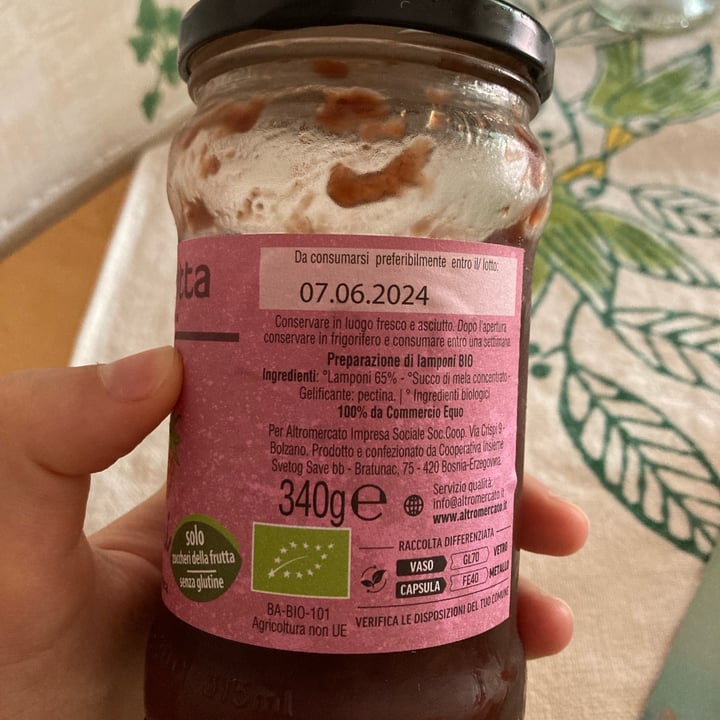 Da consumarsi preferibilmente entro il/ lotto:
07.06.2024
Conservare in luogo fresco e asciutto. Dopo l'apertura
conservare in frigorifero e consumare entro una settimana
Preparazione di lamponi BIO
Ingredienti: °Lamponi 65% - °Succo di mela concentrato -
Gelificante: pectina. | ° Ingredienti biologici
100% da Commercio Equo
Per Altromercato Impresa Sociale Soc.Coop. Via Crispi 9 -
Bolzano. Prodotto e confezionato da Cooperativa Insieme
Svetog Save bb - Bratunac, 75 - 420 Bosnia-Erzegovina.
340g e
Servizio qualità:
info@altromercato.it
www.altromercato.it
solo
zuccheri della frutta
senza glutine
BA-BIO-101
Agricoltura non UE
RACCOLTA DIFFERENZIATA
VASO GL70 VETRO
CAPSULA FE40 METALLO
VERIFICA LE DISPOSIZIONI DEL TUO COMUNE